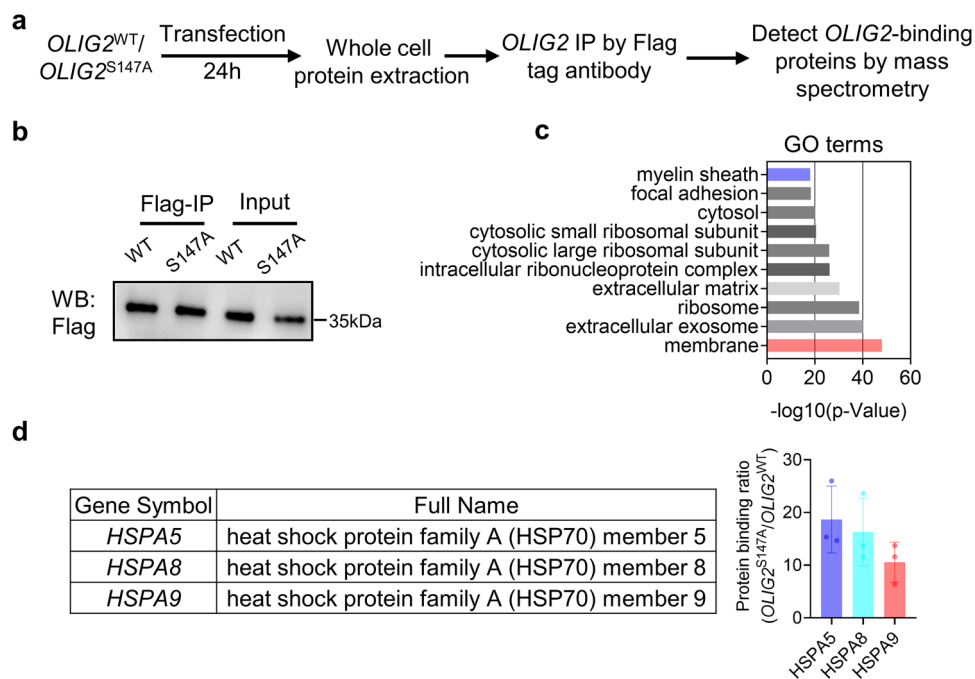 a
OLIG2WT/
OLIG2S147A
Transfection
24h
Whole cell
protein extraction
OLIG2 IP by Flag
tag antibody
Detect OLIG2-binding
proteins by mass
spectrometry
b
Flag-IP Input
WT S147A WT S147A
WB:
Flag
35kDa
c
GO terms
myelin sheath
focal adhesion
cytosol
cytosolic small ribosomal subunit
cytosolic large ribosomal subunit
intracellular ribonucleoprotein complex
extracellular matrix
ribosome
extracellular exosome
membrane
0 20 40 60
-log10(p-Value)
d
Gene Symbol Full Name
HSPA5 heat shock protein family A (HSP70) member 5
HSPA8 heat shock protein family A (HSP70) member 8
HSPA9 heat shock protein family A (HSP70) member 9
Protein binding ratio
(OLIG2S147A/OLIG2WT)
30
20
10
0
HSPA5 HSPA8 HSPA9